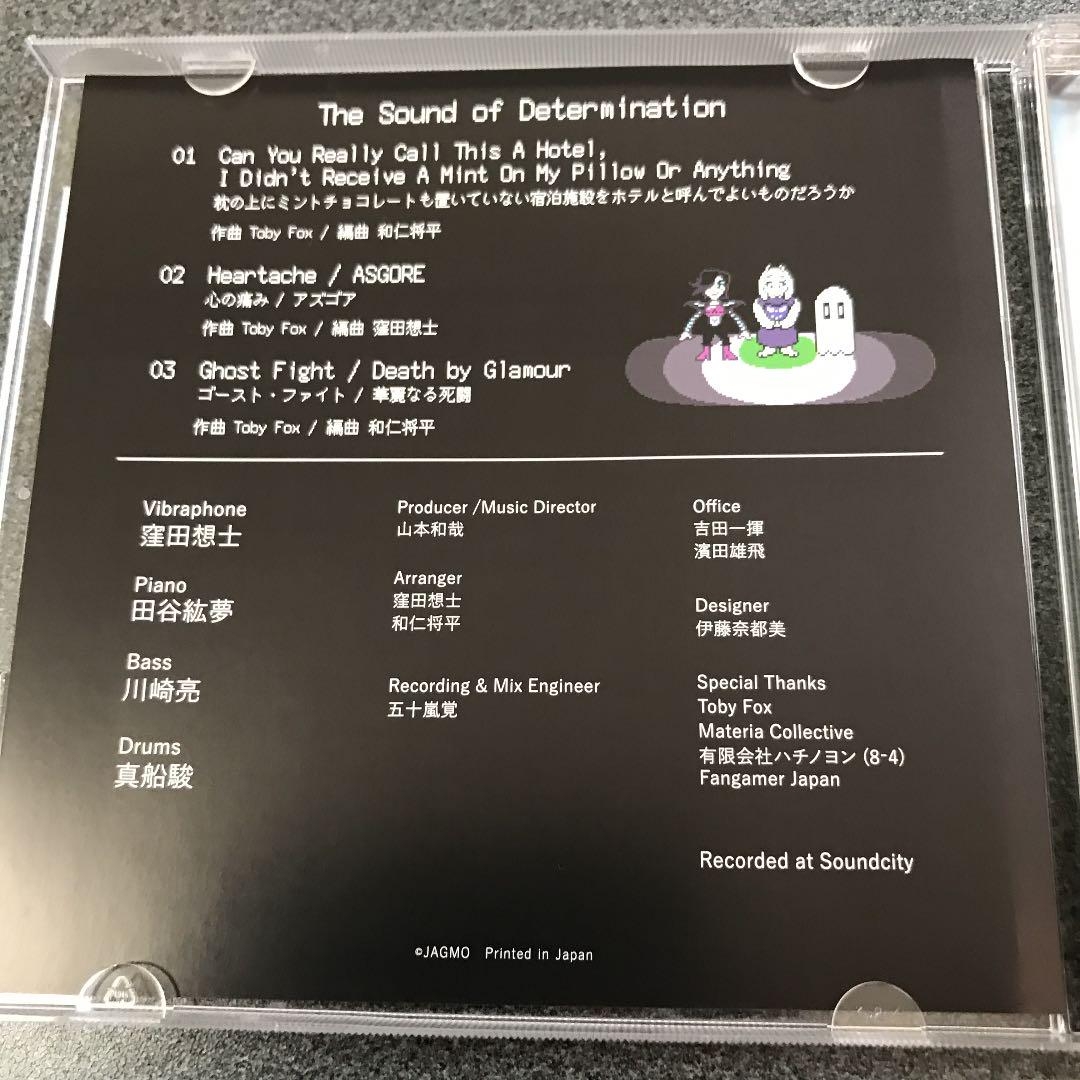 The Sound of Determination
01 Can You Really Call This A Hotel,
I Didn't Receive A Mint On My Pillow Or Anything
枕の上にミントチョコレートも置いていない宿泊施設をホテルと呼んでよいものだろうか
作曲 Toby Fox / 編曲 和仁将平
02 Heartache / ASGORE
心の痛み / アズゴア
作曲 Toby Fox / 編曲 窪田想士
03 Ghost Fight / Death by Glamour
ゴースト・ファイト / 華麗なる死闘
作曲 Toby Fox / 編曲 和仁将平
Vibraphone
窪田想士
Piano
田谷紘夢
Bass
川崎亮
Drums
真船駿
Producer /Music Director
山本和哉
Arranger
窪田想士
和仁将平
Recording & Mix Engineer
五十嵐覚
Office
吉田一揮
濱田雄飛
Designer
伊藤奈都美
Special Thanks
Toby Fox
Materia Collective
有限会社ハチノヨン (8-4)
Fangamer Japan
Recorded at Soundcity
©JAGMO Printed in Japan